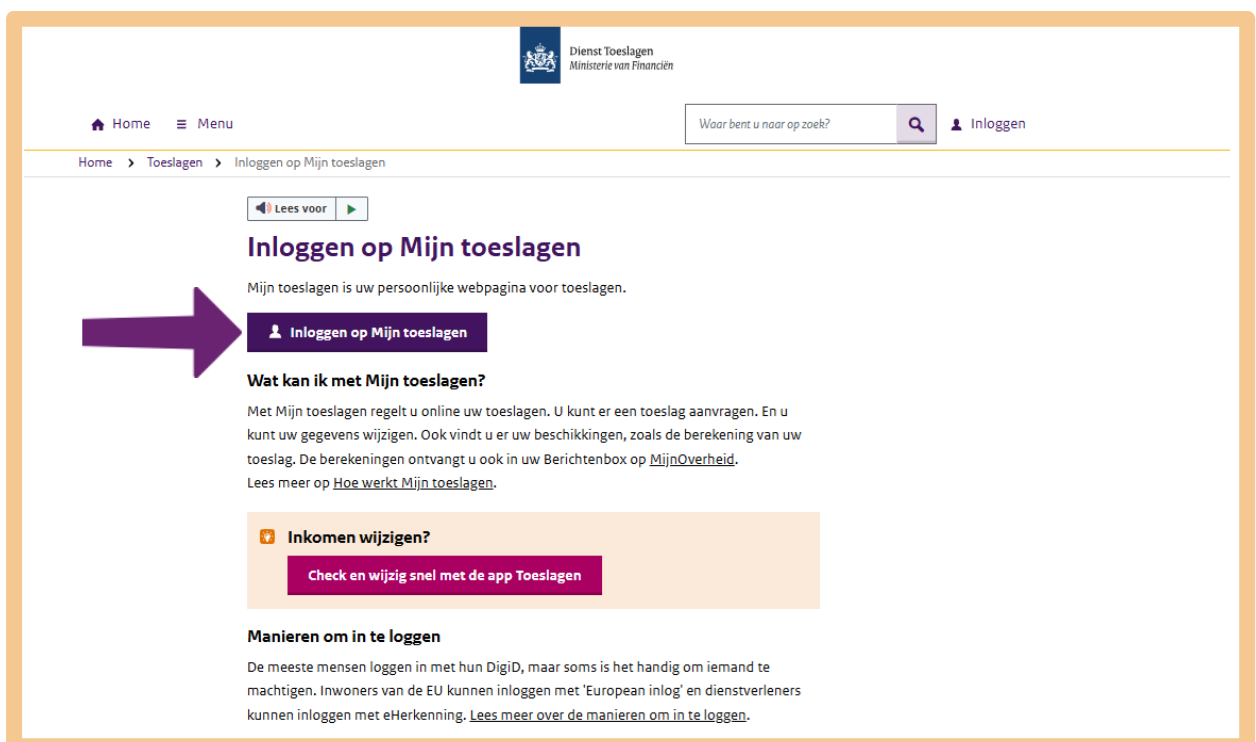 Dienst Toeslagen
Ministerie van Financiën
Home
Menu
Waar bent u naar op zoek?
Inloggen
Home > Toeslagen > Inloggen op Mijn toeslagen
Lees voor
Inloggen op Mijn toeslagen
Mijn toeslagen is uw persoonlijke webpagina voor toeslagen.
Inloggen op Mijn toeslagen
Wat kan ik met Mijn toeslagen?
Met Mijn toeslagen regelt u online uw toeslagen. U kunt er een toeslag aanvragen. En u
kunt uw gegevens wijzigen. Ook vindt u er uw beschikkingen, zoals de berekening van uw
toeslag. De berekeningen ontvangt u ook in uw Berichtenbox op MijnOverheid.
Lees meer op Hoe werkt Mijn toeslagen.
Inkomen wijzigen?
Check en wijzig snel met de app Toeslagen
Manieren om in te loggen
De meeste mensen loggen in met hun DigiD, maar soms is het handig om iemand te
machtigen. Inwoners van de EU kunnen inloggen met 'European inlog' en dienstverleners
kunnen inloggen met eHerkenning. Lees meer over de manieren om in te loggen.